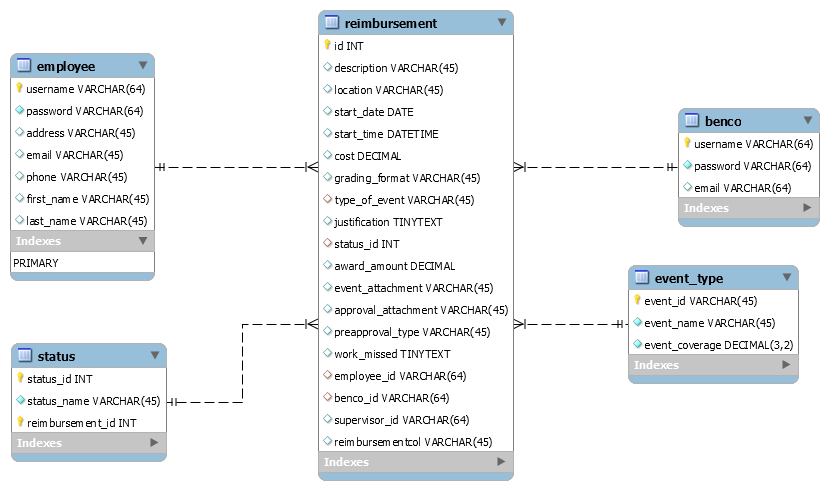 employee
username VARCHAR(64)
password VARCHAR(64)
address VARCHAR(45)
email VARCHAR(45)
phone VARCHAR(45)
first_name VARCHAR(45)
last_name VARCHAR(45)
Indexes
PRIMARY
status
status_id INT
status_name VARCHAR(45)
reimbursement_id INT
Indexes
reimbursement
id INT
description VARCHAR(45)
location VARCHAR(45)
start_date DATE
start_time DATETIME
cost DECIMAL
grading_format VARCHAR(45)
type_of_event VARCHAR(45)
justification TINYTEXT
status_id INT
award_amount DECIMAL
event_attachment VARCHAR(45)
approval_attachment VARCHAR(45)
preapproval_type VARCHAR(45)
work_missed TINYTEXT
employee_id VARCHAR(64)
benco_id VARCHAR(64)
supervisor_id VARCHAR(64)
reimbursementcol VARCHAR(45)
Indexes
benco
username VARCHAR(64)
password VARCHAR(64)
email VARCHAR(64)
Indexes
event_type
event_id VARCHAR(45)
event_name VARCHAR(45)
event_coverage DECIMAL(3,2)
Indexes